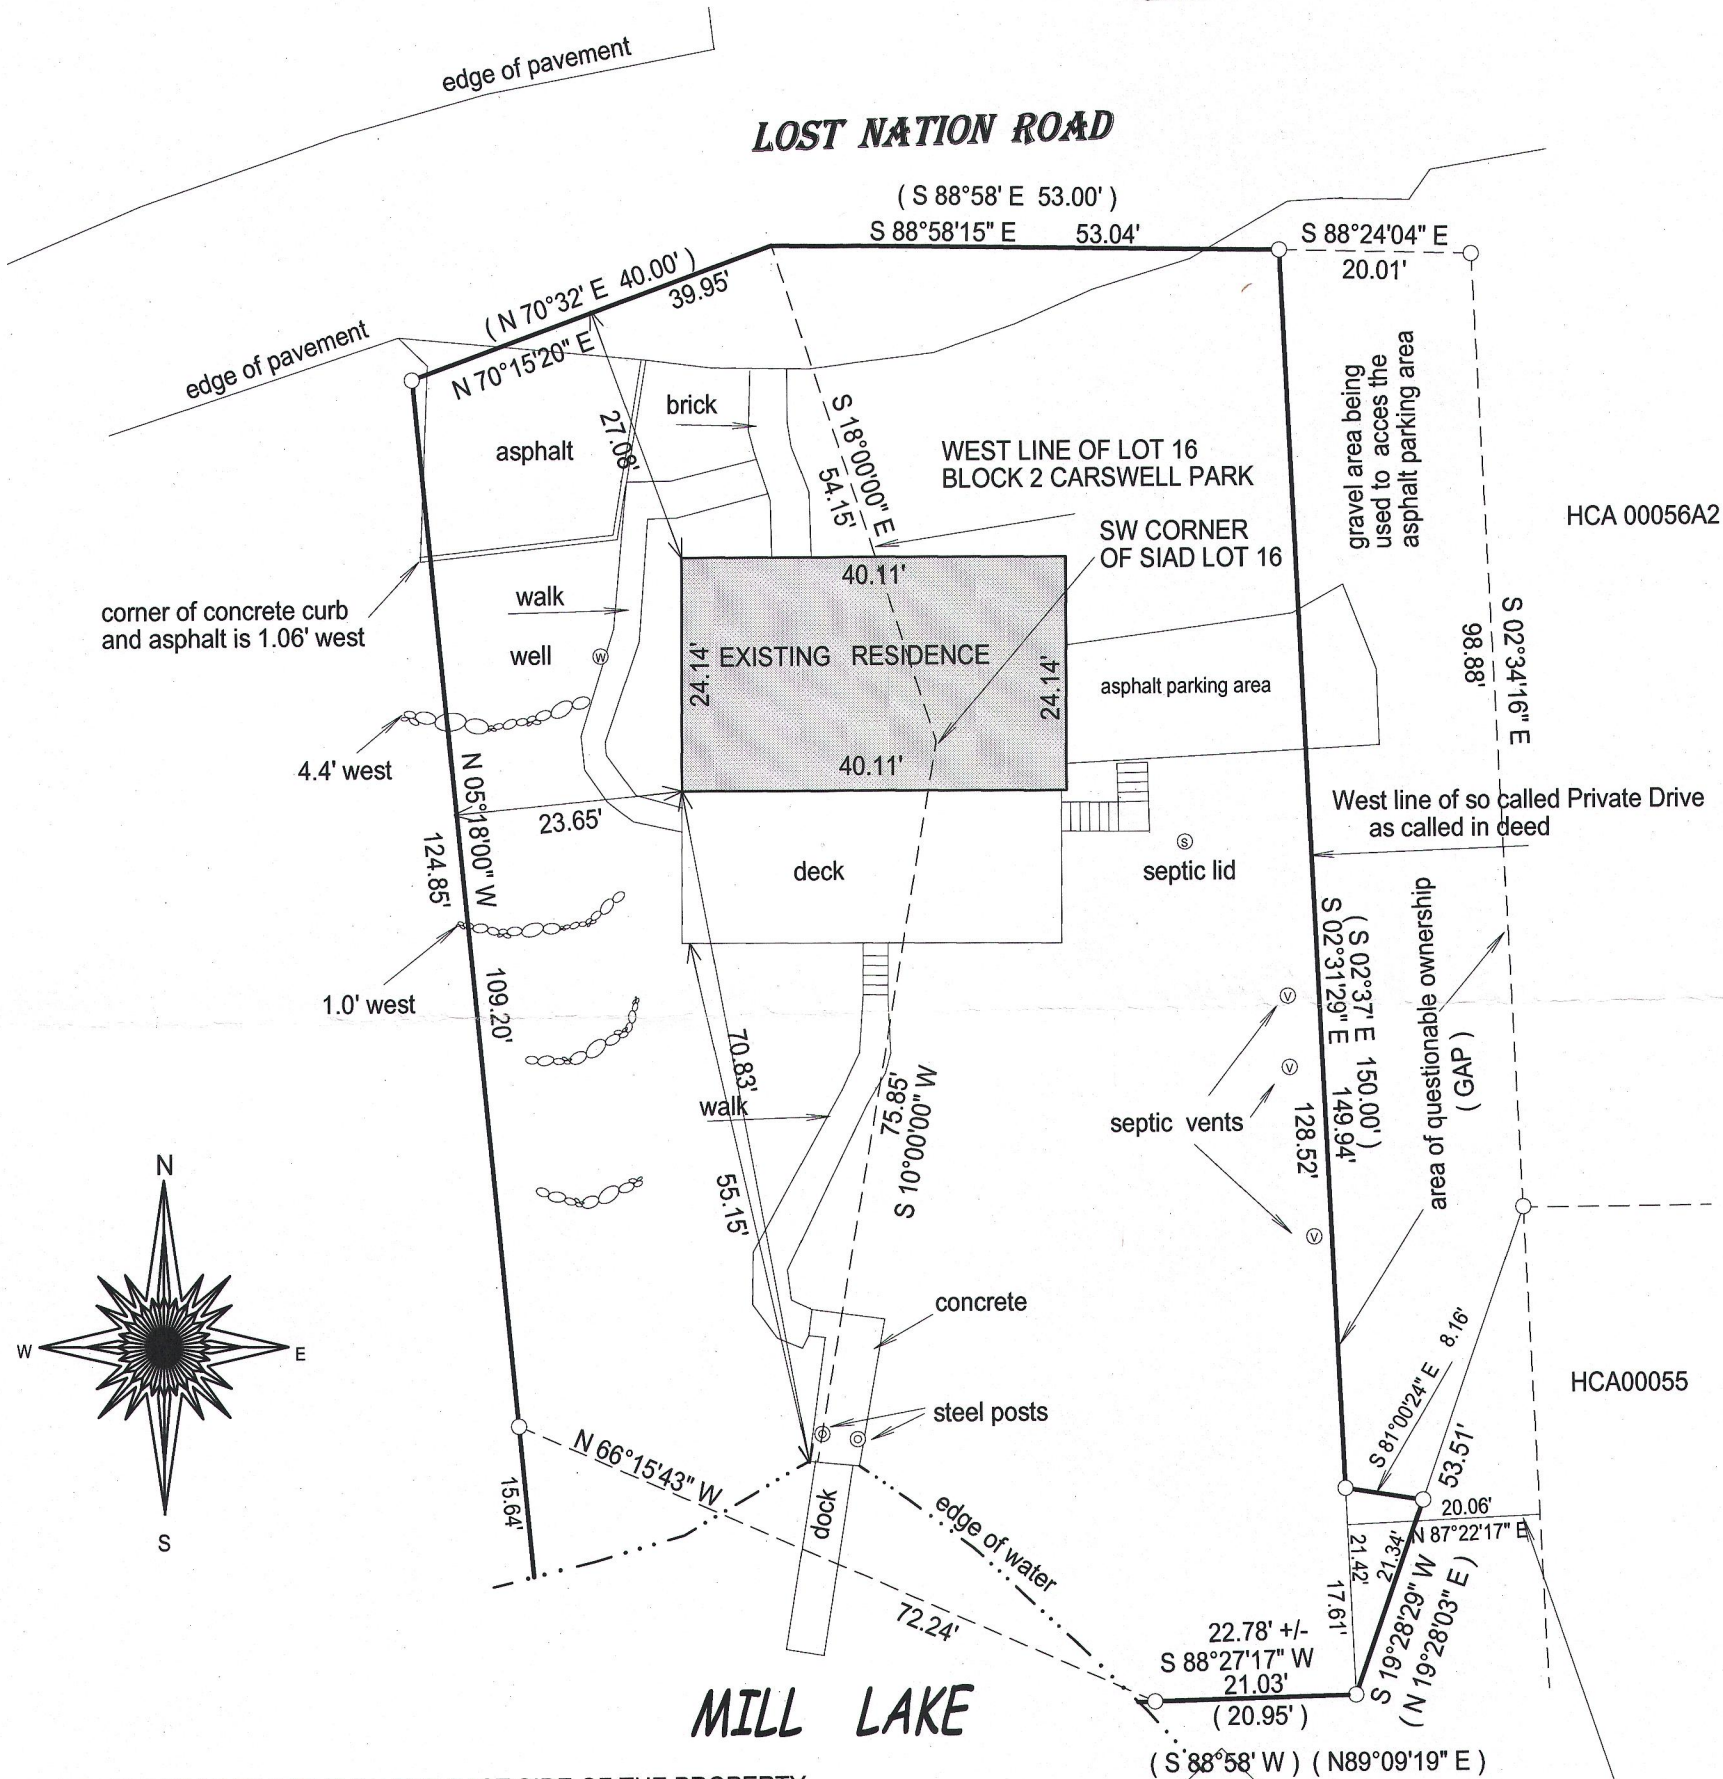 edge of pavement
LOST NATION ROAD
( S 88°58' E 53.00' )
S 88°58'15" E 53.04'
S 88°24'04" E
20.01'
( N 70°32' E 40.00' )
39.95'
N 70°15'20" E
edge of pavement
27.08'
asphalt
brick
S 18°00'00" E
54.15'
WEST LINE OF LOT 16
BLOCK 2 CARSWELL PARK
SW CORNER
OF SIAD LOT 16
gravel area being
used to acces the
asphalt parking area
HCA 00056A2
corner of concrete curb
and asphalt is 1.06' west
walk
well
W
40.11'
24.14'
EXISTING RESIDENCE
24.14'
40.11'
asphalt parking area
S 02°34'16" E
98.88'
4.4' west
N 05°18'00" W
124.85'
23.65'
West line of so called Private Drive
as called in deed
deck
S
septic lid
1.0' west
109.20'
70.83'
walk
55.15'
75.85'
S 10°00'00" W
V
V
V
septic vents
( S 02°37' E 150.00' )
S 02°31'29" E 149.94'
128.52'
area of questionable ownership
( GAP )
N
W
E
S
concrete
steel posts
S 81°00'24" E 8.16'
HCA00055
53.51'
20.06'
N 87°22'17" E
N 66°15'43" W
15.64'
dock
edge of water
72.24'
21.42'
21.34'
17.61'
S 19°28'29" W
( N 19°28'03" E )
22.78' +/-
S 88°27'17" W
21.03'
( 20.95' )
( S 88°58' W ) ( N89°09'19" E )
MILL LAKE
SIDE OF THE PROPERTY